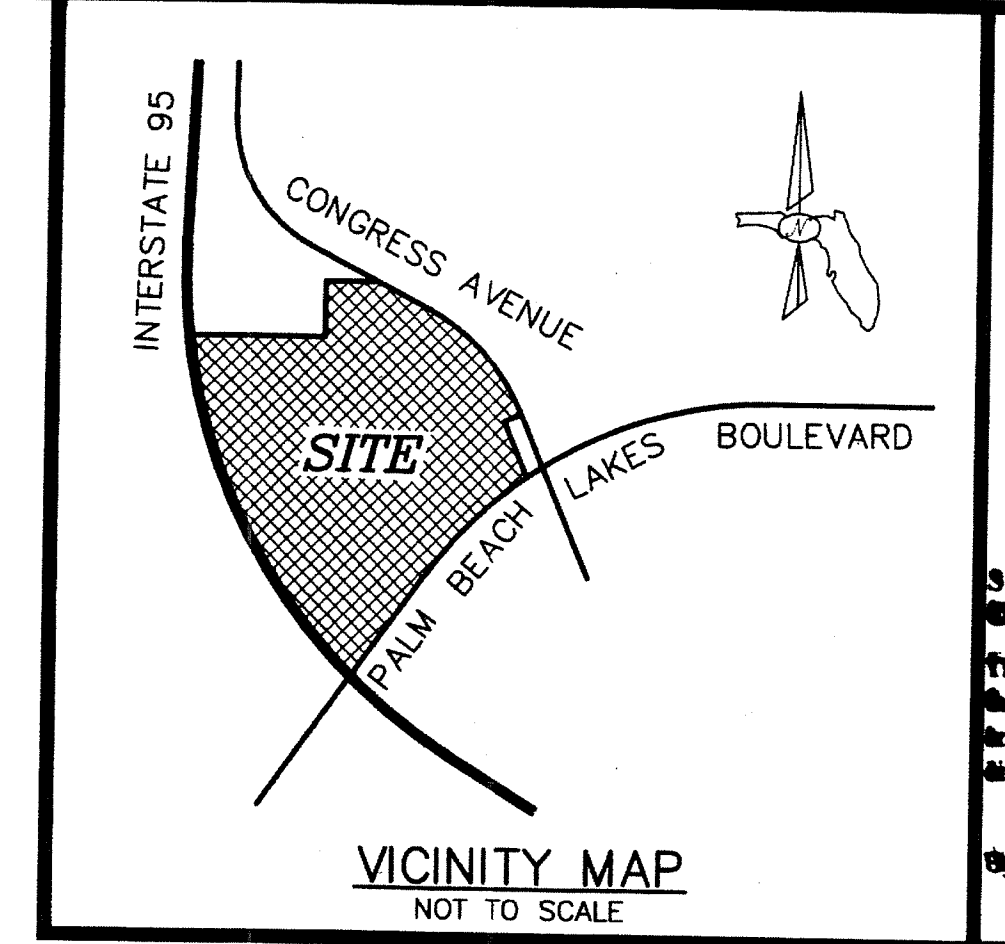 INTERSTATE 95
CONGRESS AVENUE
N
SITE
PALM BEACH LAKES BOULEVARD
VICINITY MAP
NOT TO SCALE